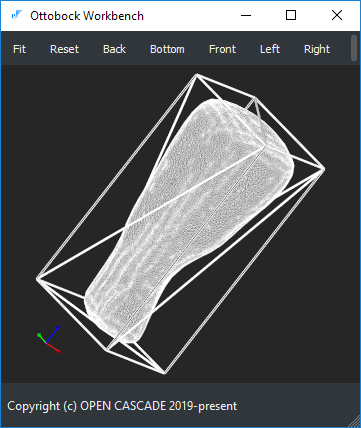 Ottobock Workbench
Fit Reset Back Bottom Front Left Right
Copyright (c) OPEN CASCADE 2019-present